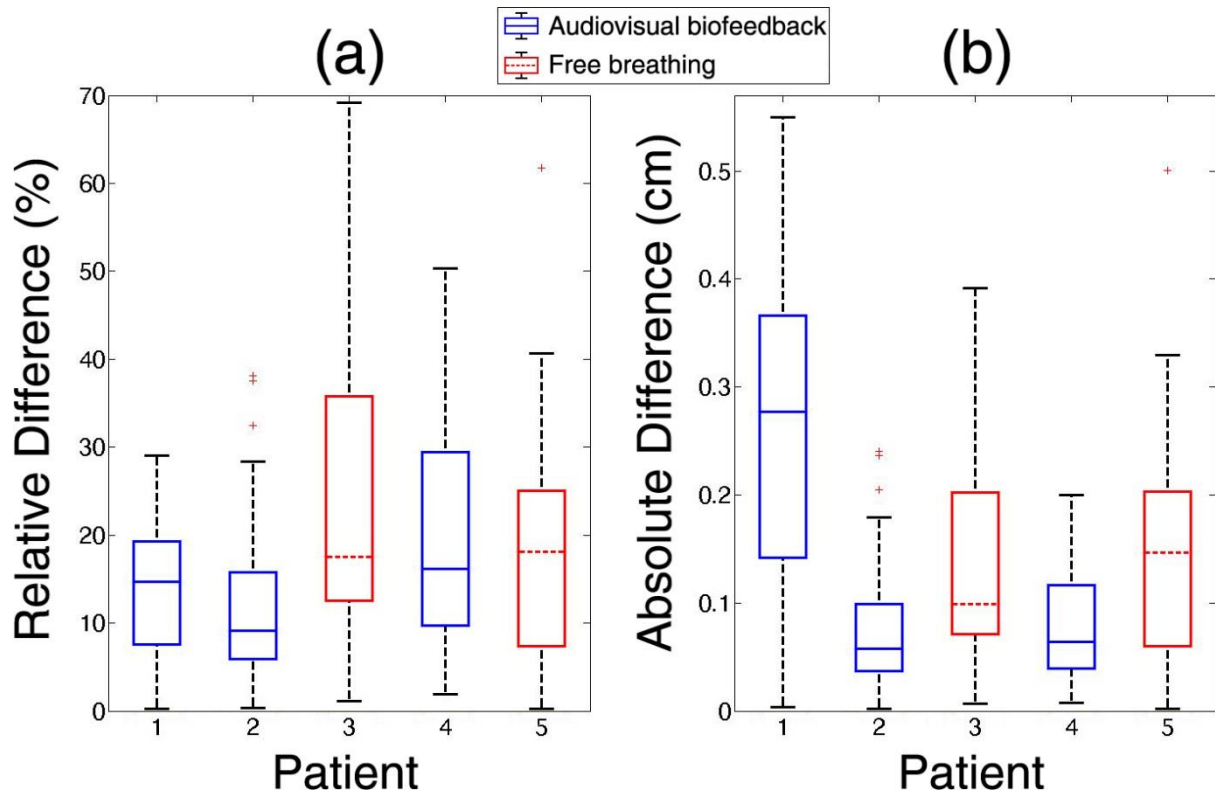 (a)
Audiovisual biofeedback
Free breathing
(b)
Relative Difference (%)
70
60
50
40
30
20
10
0
1 2 3 4 5
Patient
Absolute Difference (cm)
0.5
0.4
0.3
0.2
0.1
0
1 2 3 4 5
Patient